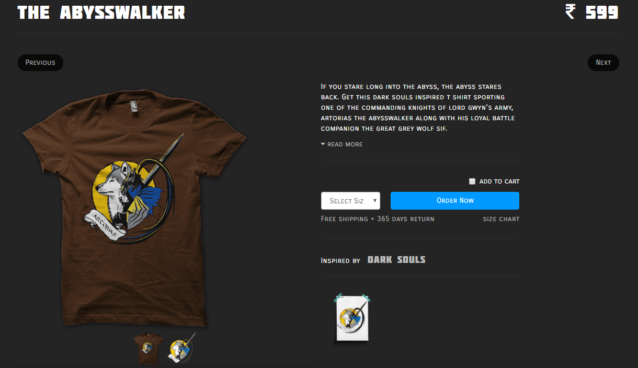 THE ABYSSWALKER
₹ 599
PREVIOUS
NEXT
IF YOU STARE LONG INTO THE ABYSS, THE ABYSS STARES
BACK. GET THIS DARK SOULS INSPIRED T SHIRT SPORTING
ONE OF THE COMMANDING KNIGHTS OF LORD GWYN'S ARMY,
ARTORIAS THE ABYSSWALKER ALONG WITH HIS LOYAL BATTLE
COMPANION THE GREAT GREY WOLF SIF.
READ MORE
ADD TO CART
SELECT SIZ
ORDER NOW
FREE SHIPPING + 365 DAYS RETURN
SIZE CHART
INSPIRED BY DARK SOULS
ARTORIAS